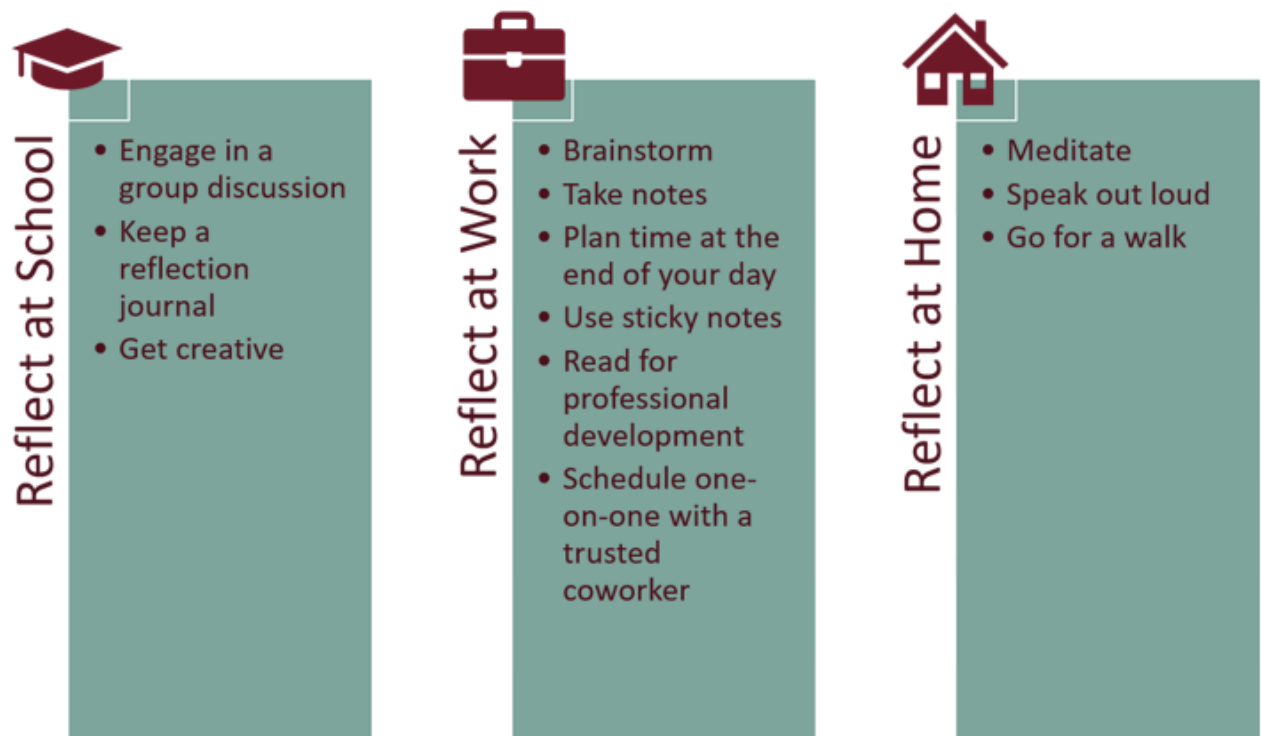 Reflect at School
• Engage in a
group discussion
• Keep a
reflection
journal
• Get creative
Reflect at Work
• Brainstorm
• Take notes
• Plan time at the
end of your day
• Use sticky notes
• Read for
professional
development
• Schedule one-
on-one with a
trusted
coworker
Reflect at Home
• Meditate
• Speak out loud
• Go for a walk